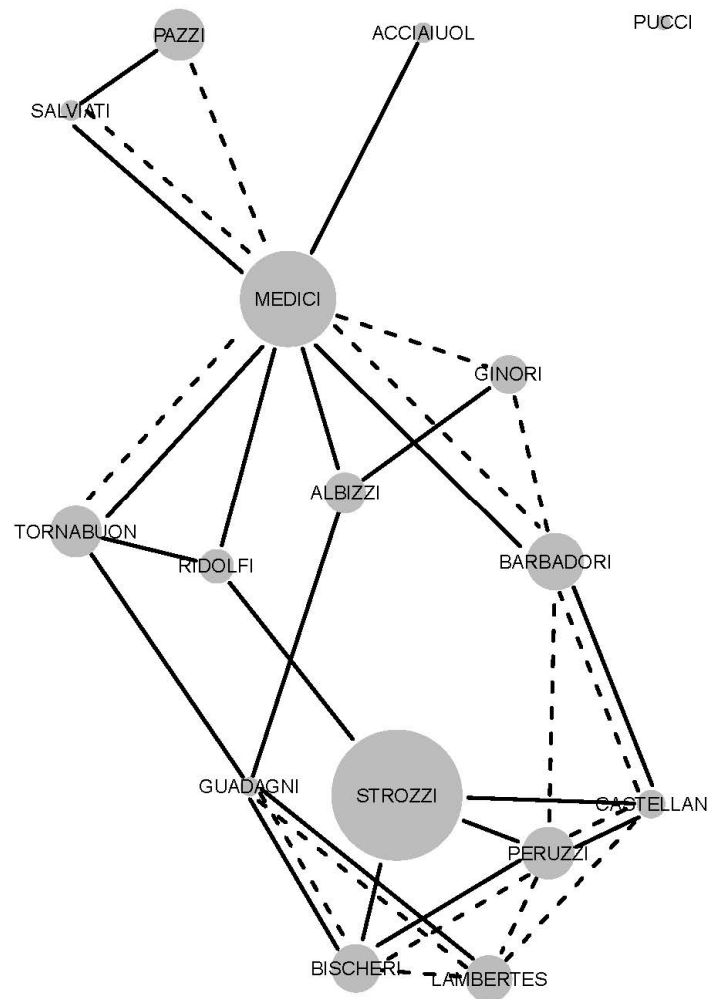 PUCCI
ACCIAIUOL
PAZZI
SALVIATI
MEDICI
GINORI
ALBIZZI
TORNABUON
RIDOLFI
BARBADORI
GUADAGNI
STROZZI
CASTELLAN
PERUZZI
BISCHERI
LAMBERTES